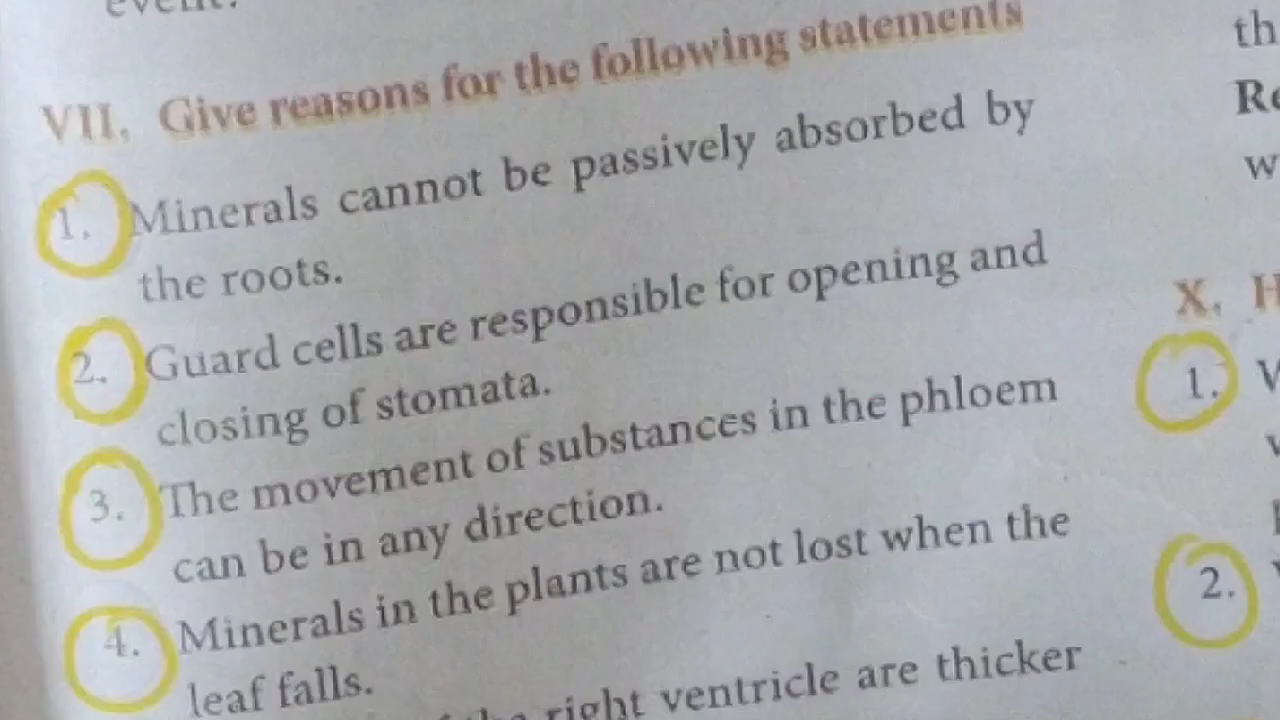 event.
VII. Give reasons for the following statements
1. Minerals cannot be passively absorbed by
the roots.
2. Guard cells are responsible for opening and
closing of stomata.
3. The movement of substances in the phloem
can be in any direction.
4. Minerals in the plants are not lost when the
leaf falls.
the right ventricle are thicker
th
Re
w
X. H
1.
2.